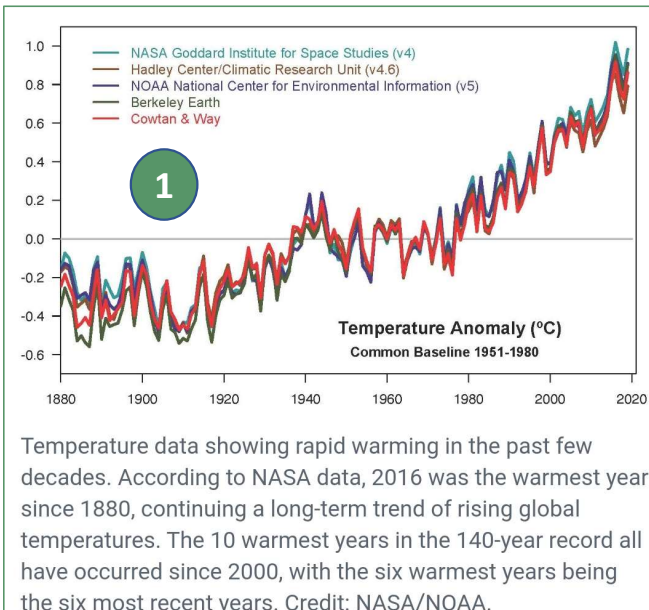 1.0
0.8
0.6
0.4
0.2
0.0
-0.2
-0.4
-0.6
NASA Goddard Institute for Space Studies (v4)
Hadley Center/Climatic Research Unit (v4.6)
NOAA National Center for Environmental Information (v5)
Berkeley Earth
Cowtan & Way
1
Temperature Anomaly (ºC)
Common Baseline 1951-1980
1880 1900 1920 1940 1960 1980 2000 2020
Temperature data showing rapid warming in the past few
decades. According to NASA data, 2016 was the warmest year
since 1880, continuing a long-term trend of rising global
temperatures. The 10 warmest years in the 140-year record all
have occurred since 2000, with the six warmest years being
the six most recent years. Credit: NASA/NOAA.